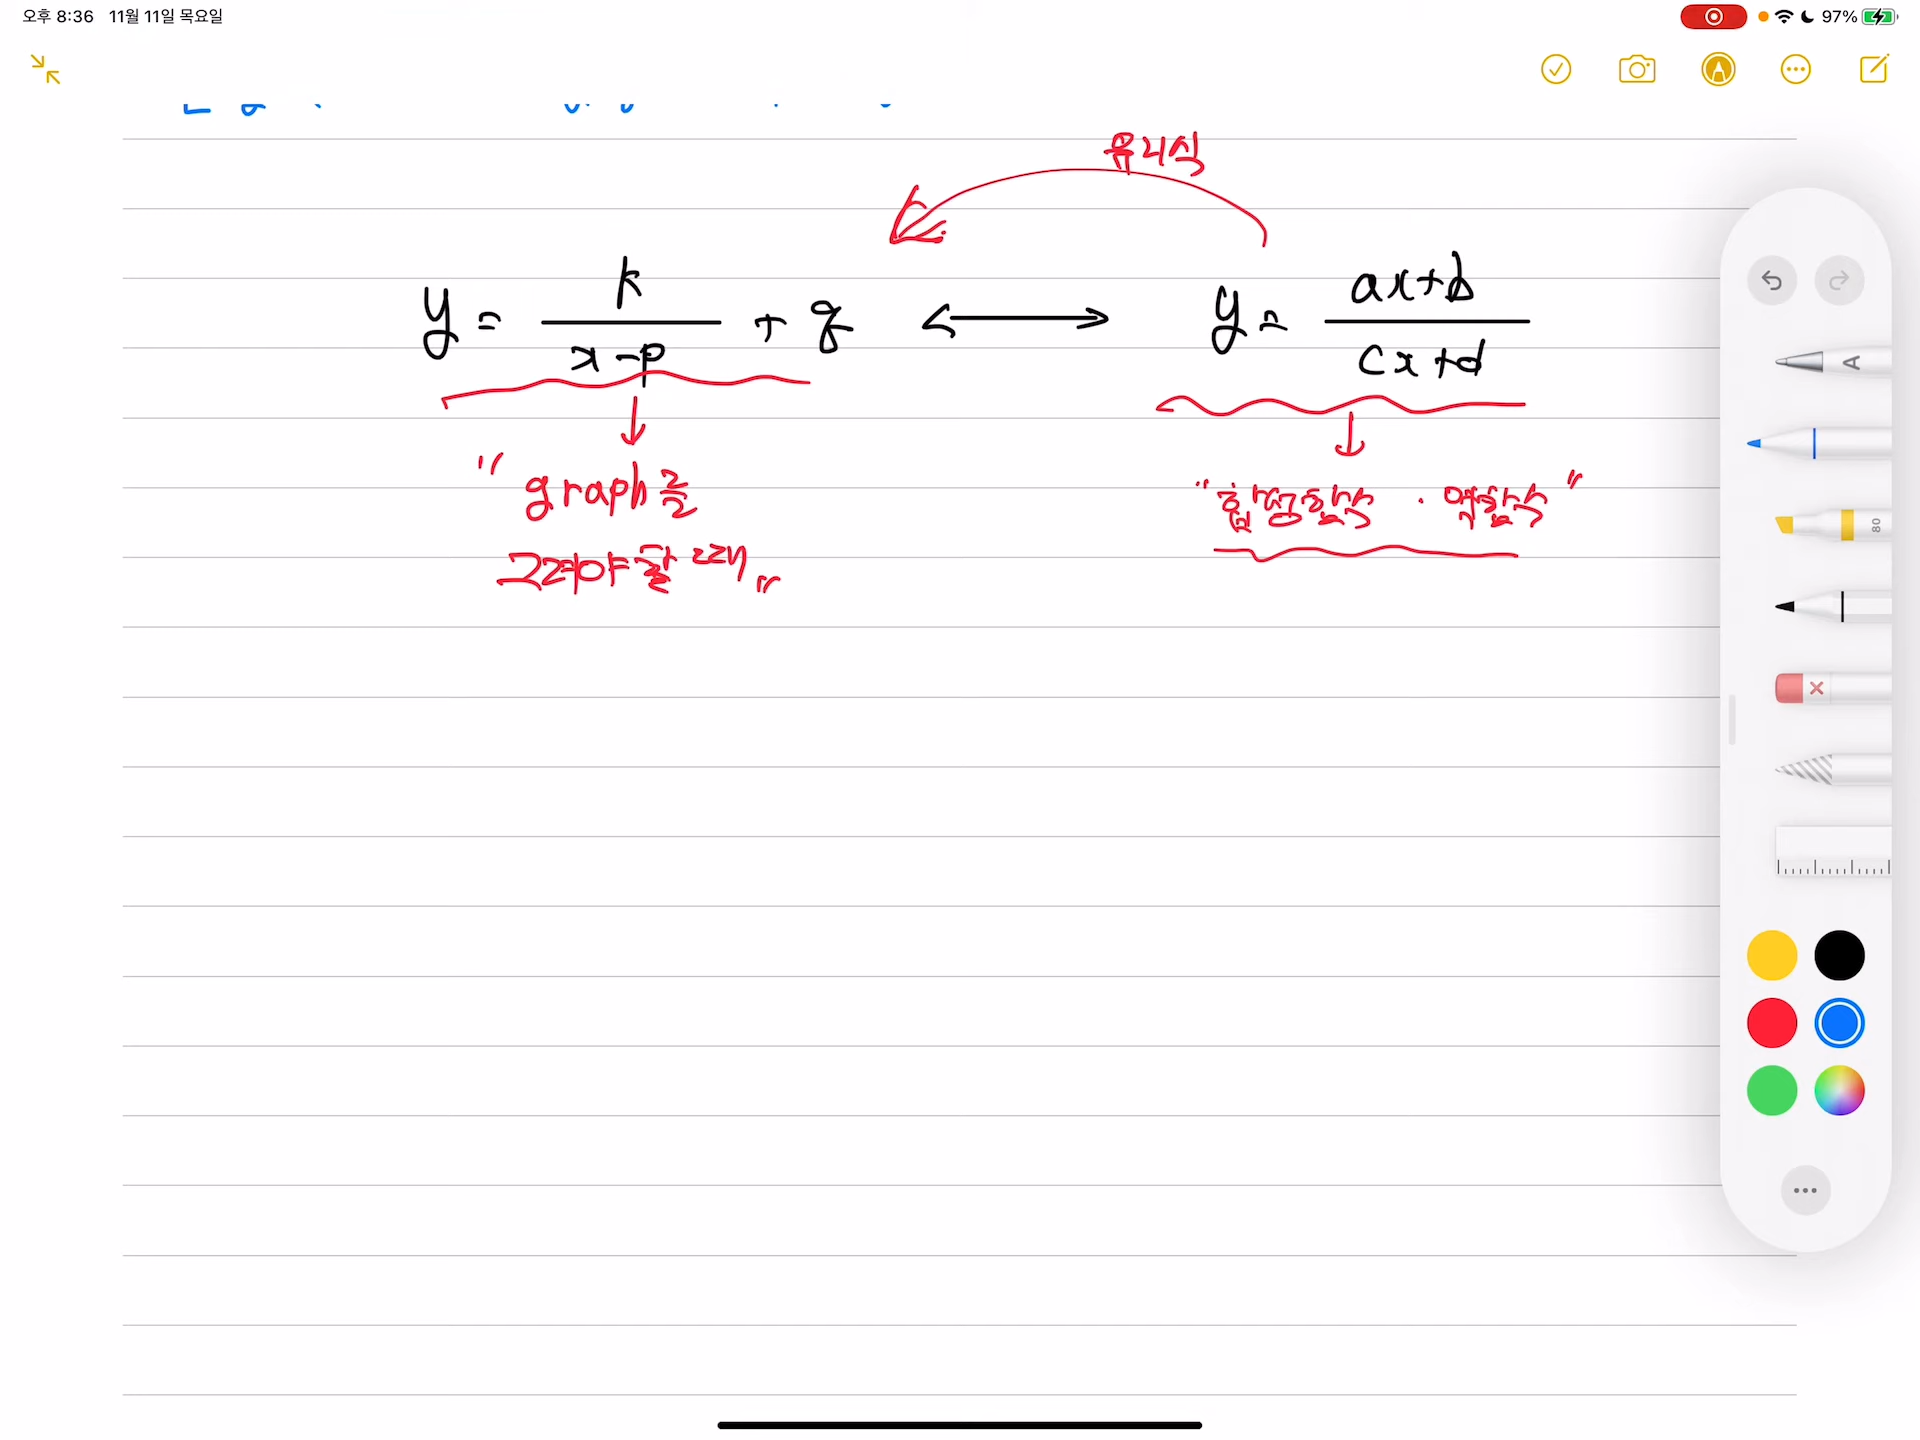 오후 8:36 11월 11일 목요일
97%
유리식
y = k / (x-p) + q ⟷ y = (ax+b) / (cx+d)
"graph를
그려야 할 때"
"합성함수 · 역함수"
A
80